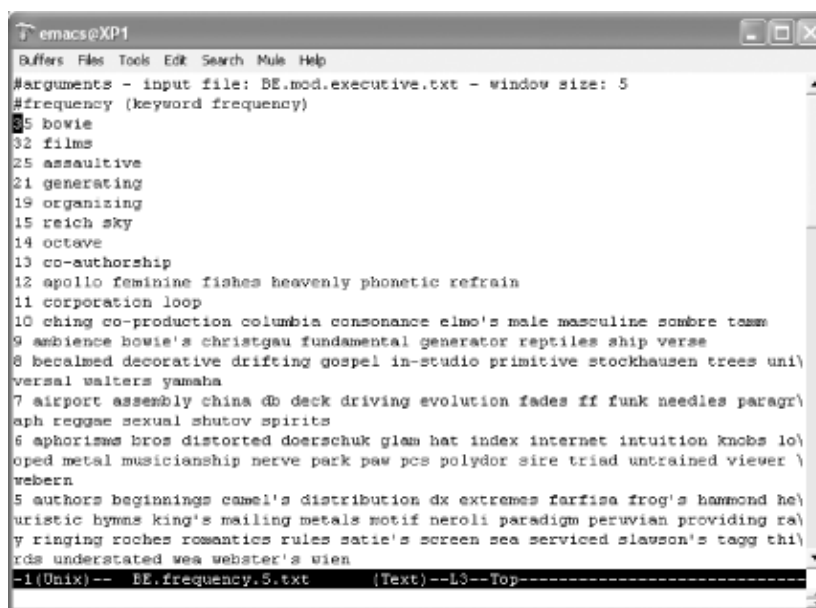 emacs@XP1
Buffers Files Tools Edit Search Mule Help
#arguments - input file: BE.mod.executive.txt - window size: 5
#frequency (keyword frequency)
35 bowie
32 films
25 assaultive
21 generating
19 organizing
15 reich sky
14 octave
13 co-authorship
12 apollo feminine fishes heavenly phonetic refrain
11 corporation loop
10 ching co-production columbia consonance elmo's male masculine sombre tamm
9 ambience bowie's christgau fundamental generator reptiles ship verse
8 becalmed decorative drifting gospel in-studio primitive stockhausen trees uni\
versal walters yamaha
7 airport assembly china db deck driving evolution fades ff funk needles paragr\
aph reggae sexual shutov spirits
6 aphorisms bros distorted doerschuk glam hat index internet intuition knobs lo\
oped metal musicianship nerve park paw pcs polydor sire triad untrained viewer \
webern
5 authors beginnings camel's distribution dx extremes farfisa frog's hammond he\
uristic hymns king's mailing metals motif neroli paradigm peruvian providing ra\
y ringing roches romantics rules satie's screen sea serviced slawson's tagg thi\
rds understated wea webster's wien
-1(Unix)-- BE.frequency.5.txt (Text)--L3--Top------------------------------